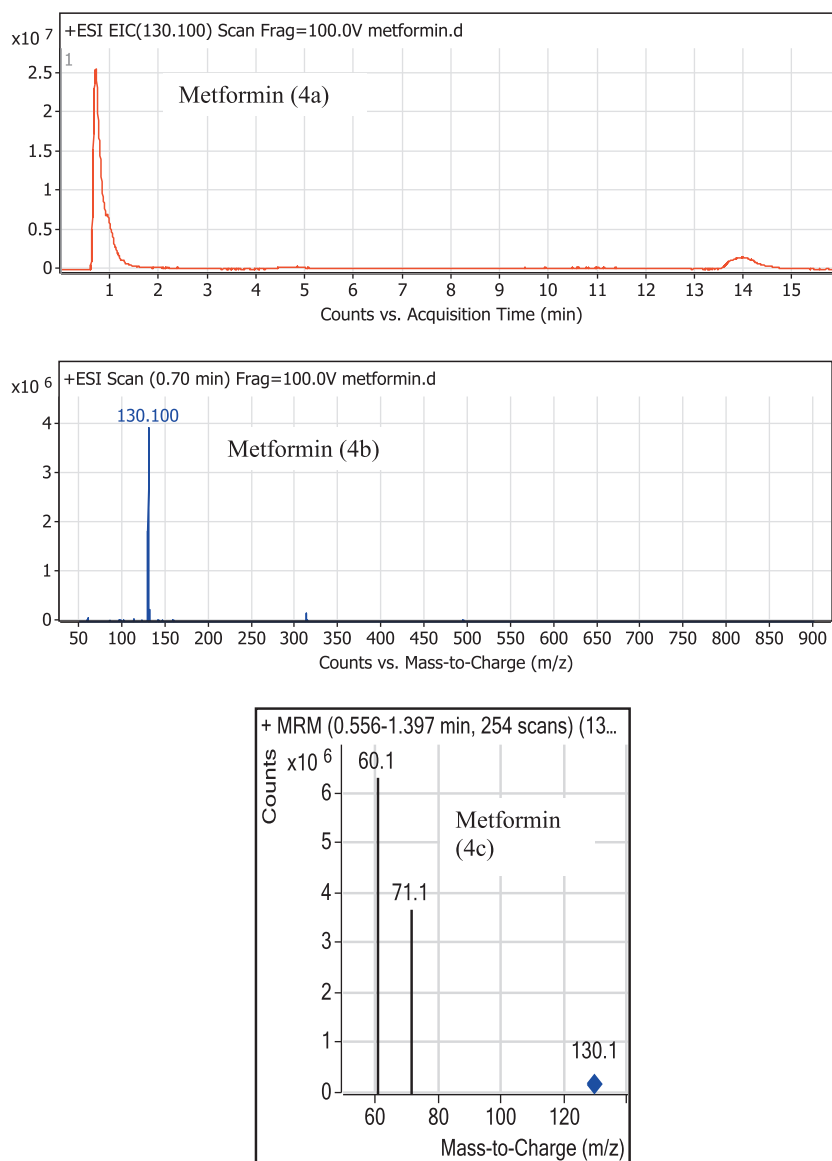 +ESI EIC(130.100) Scan Frag=100.0V metformin.d
x10 7
1
Metformin (4a)
2.5
2
1.5
1
0.5
0
1 2 3 4 5 6 7 8 9 10 11 12 13 14 15
Counts vs. Acquisition Time (min)
+ESI Scan (0.70 min) Frag=100.0V metformin.d
x10 6
130.100
Metformin (4b)
4
3
2
1
0
50 100 150 200 250 300 350 400 450 500 550 600 650 700 750 800 850 900
Counts vs. Mass-to-Charge (m/z)
+ MRM (0.556-1.397 min, 254 scans) (13...
Counts
x10 6
60.1
Metformin
(4c)
71.1
130.1
6
5
4
3
2
1
0
60 80 100 120
Mass-to-Charge (m/z)